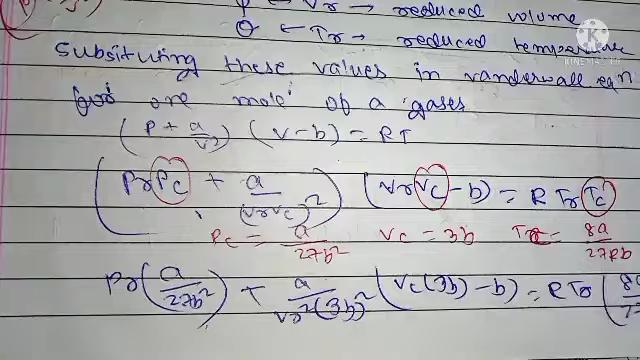 φ ← Vr → reduced volume
θ ← Tr → reduced temperature
Subsituting these values in vanderwall eqn
for one mole of a gases
(P + a/v²) (v-b) = RT
(PrPc + a/(vrvc)²) (vrVc - b) = R Tr Tc
Pc = a/27b² Vc = 3b Tc = 8a/27Rb
Pr(a/27b²) + a/vr²(3b)² (Vc(3b) - b) = RTr (8a